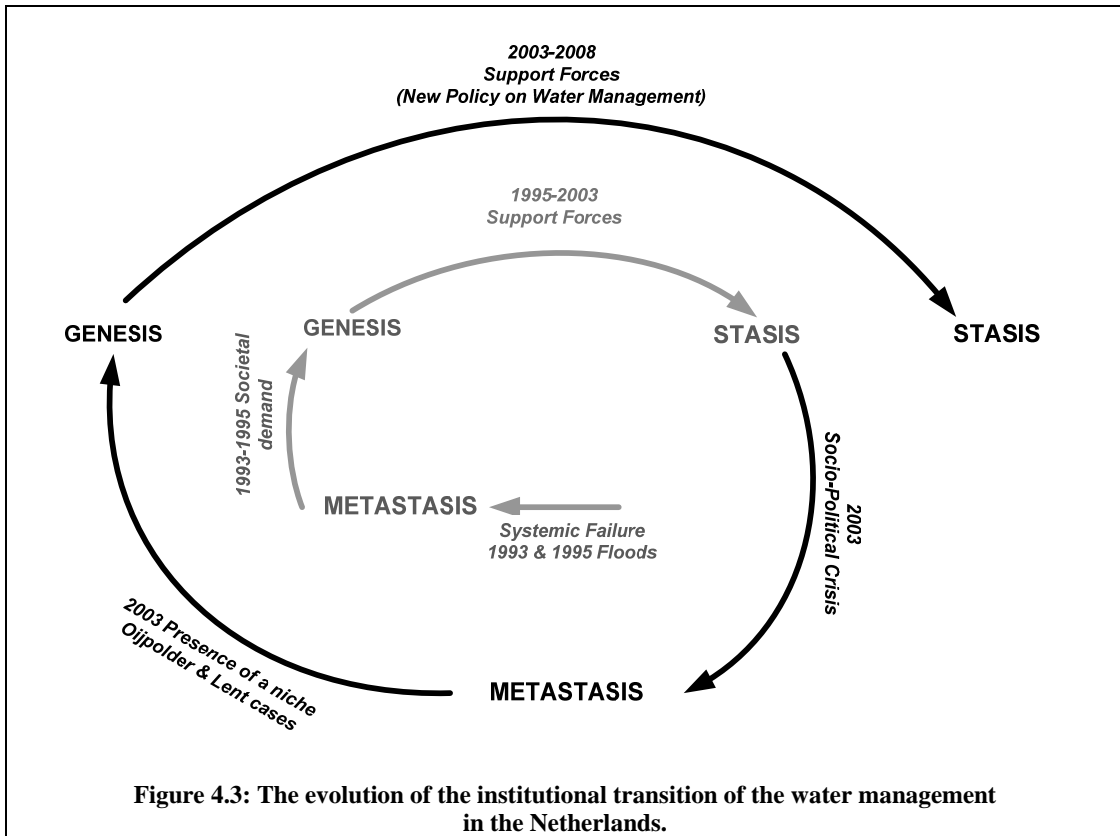 2003-2008
Support Forces
(New Policy on Water Management)
1995-2003
Support Forces
GENESIS
GENESIS
STASIS
STASIS
1993-1995 Societal
demand
METASTASIS
Systemic Failure
1993 & 1995 Floods
2003
Socio-Political Crisis
2003 Presence of a niche
Oijpolder & Lent cases
METASTASIS
Figure 4.3: The evolution of the institutional transition of the water management
in the Netherlands.